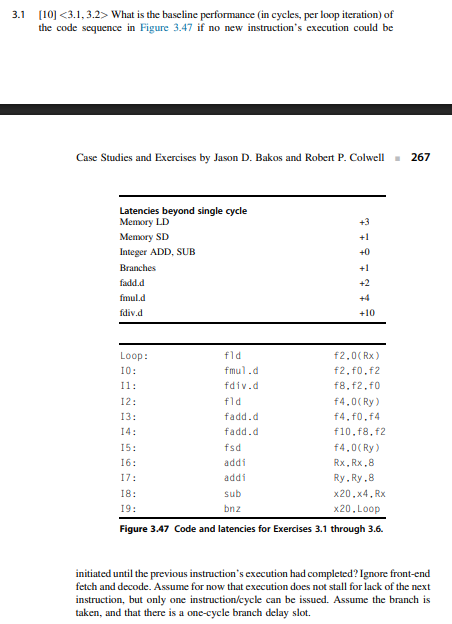 3.1 [10] <3.1, 3.2> What is the baseline performance (in cycles, per loop iteration) of
the code sequence in Figure 3.47 if no new instruction's execution could be
Case Studies and Exercises by Jason D. Bakos and Robert P. Colwell ■ 267
Latencies beyond single cycle
Memory LD +3
Memory SD +1
Integer ADD, SUB +0
Branches +1
fadd.d +2
fmul.d +4
fdiv.d +10
Loop: fld f2,0(Rx)
I0: fmul.d f2,f0,f2
I1: fdiv.d f8,f2,f0
I2: fld f4,0(Ry)
I3: fadd.d f4,f0,f4
I4: fadd.d f10,f8,f2
I5: fsd f4,0(Ry)
I6: addi Rx,Rx,8
I7: addi Ry,Ry,8
I8: sub x20,x4,Rx
I9: bnz x20,Loop
Figure 3.47 Code and latencies for Exercises 3.1 through 3.6.
initiated until the previous instruction's execution had completed? Ignore front-end
fetch and decode. Assume for now that execution does not stall for lack of the next
instruction, but only one instruction/cycle can be issued. Assume the branch is
taken, and that there is a one-cycle branch delay slot.